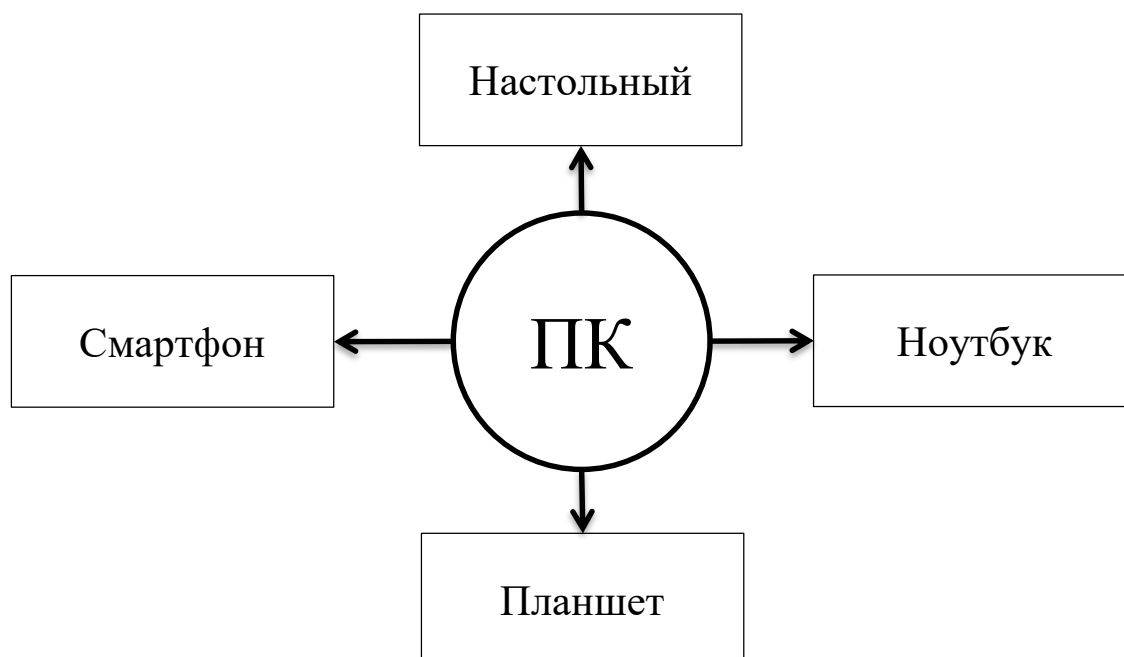 Настольный
Смартфон
ПК
Ноутбук
Планшет